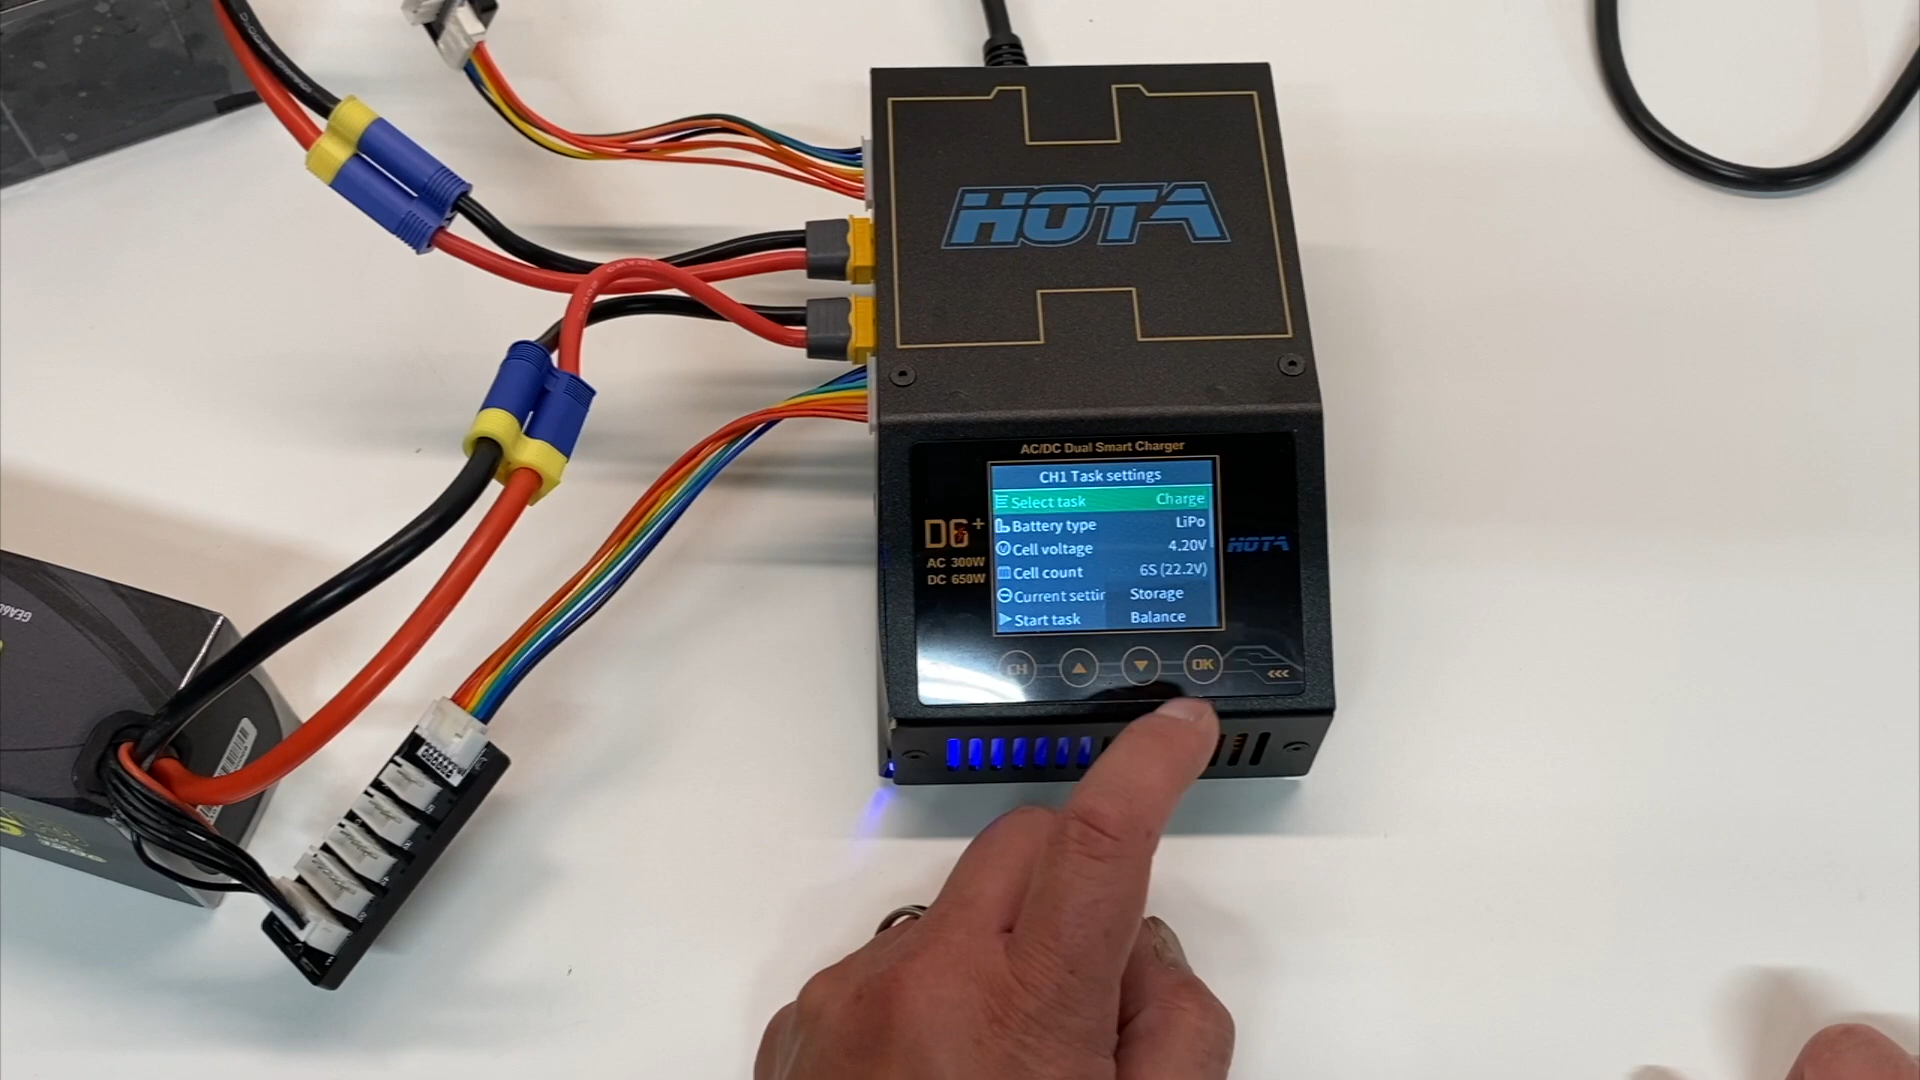 HOTA
AC/DC Dual Smart Charger
CH1 Task settings
Select task Charge
Battery type LiPo
Cell voltage 4.20V
Cell count 6S (22.2V)
Current settir Storage
Start task Balance
D6+
AC 300W
DC 650W
HOTA
CH
OK
<<<